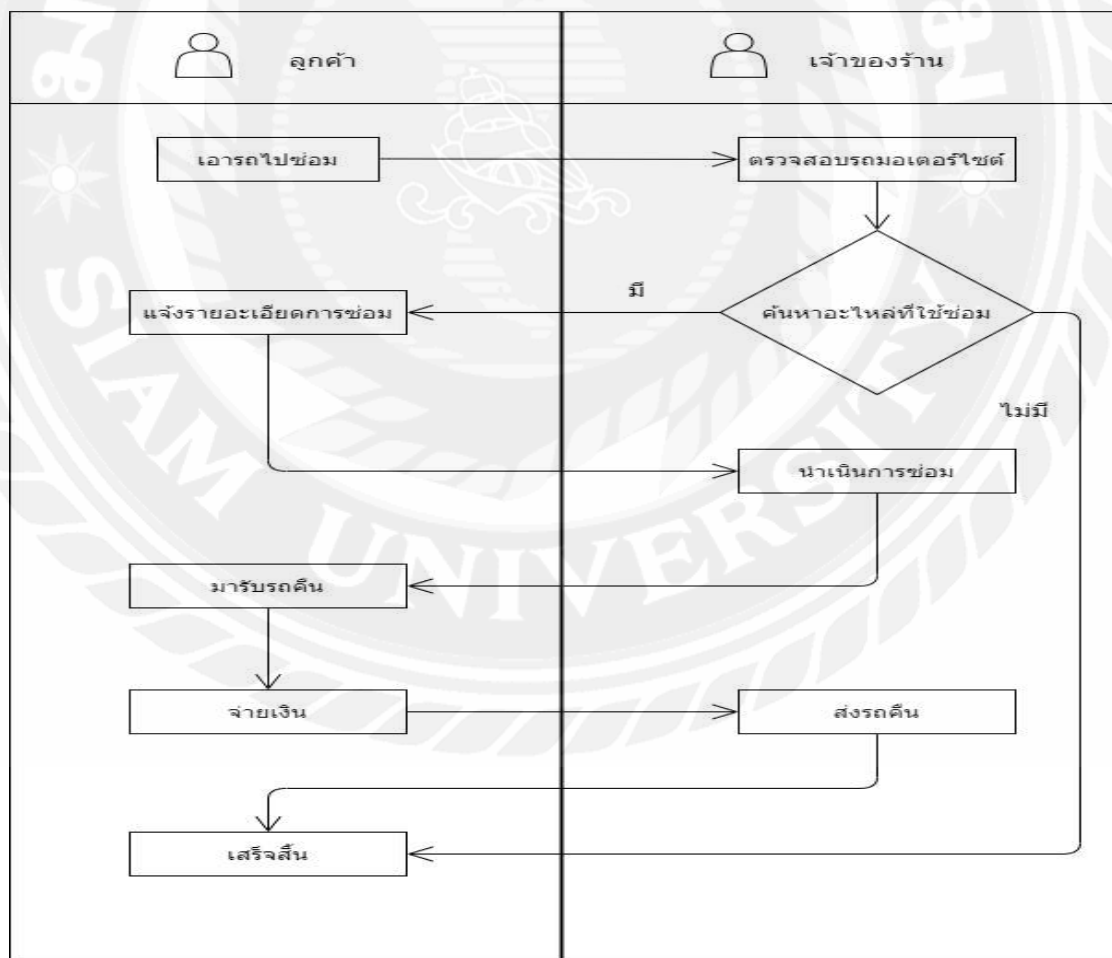 ลูกค้า
เจ้าของร้าน
เอารถไปซ่อม
ตรวจสอบรถมอเตอร์ไซต์
มี
แจ้งรายอะเอียดการซ่อม
ค้นหาอะไหล่ที่ใช้ซ่อม
ไม่มี
นำเนินการซ่อม
มารับรถคืน
จ่ายเงิน
ส่งรถคืน
เสร็จสิ้น
SIAM UNIVERSITY